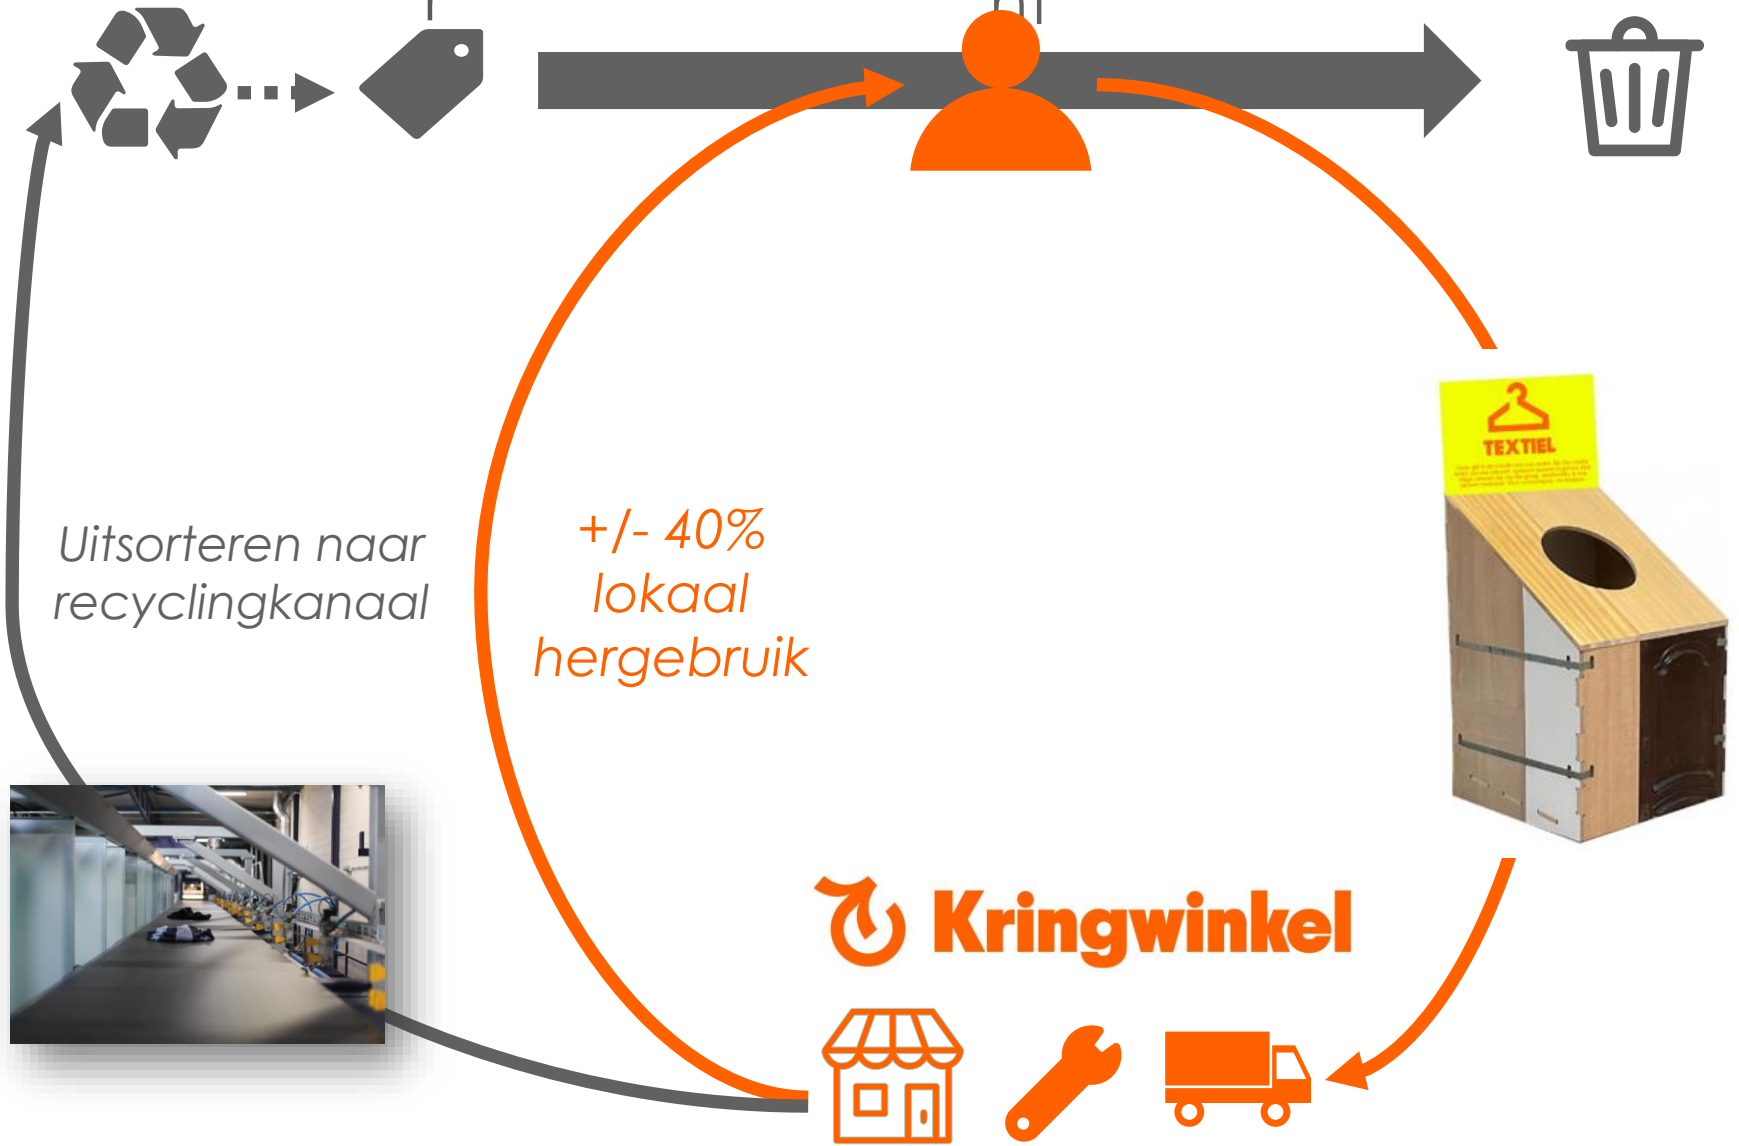 TEXTIEL
Uitsorteren naar
recyclingkanaal
+/- 40%
lokaal
hergebruik
Kringwinkel